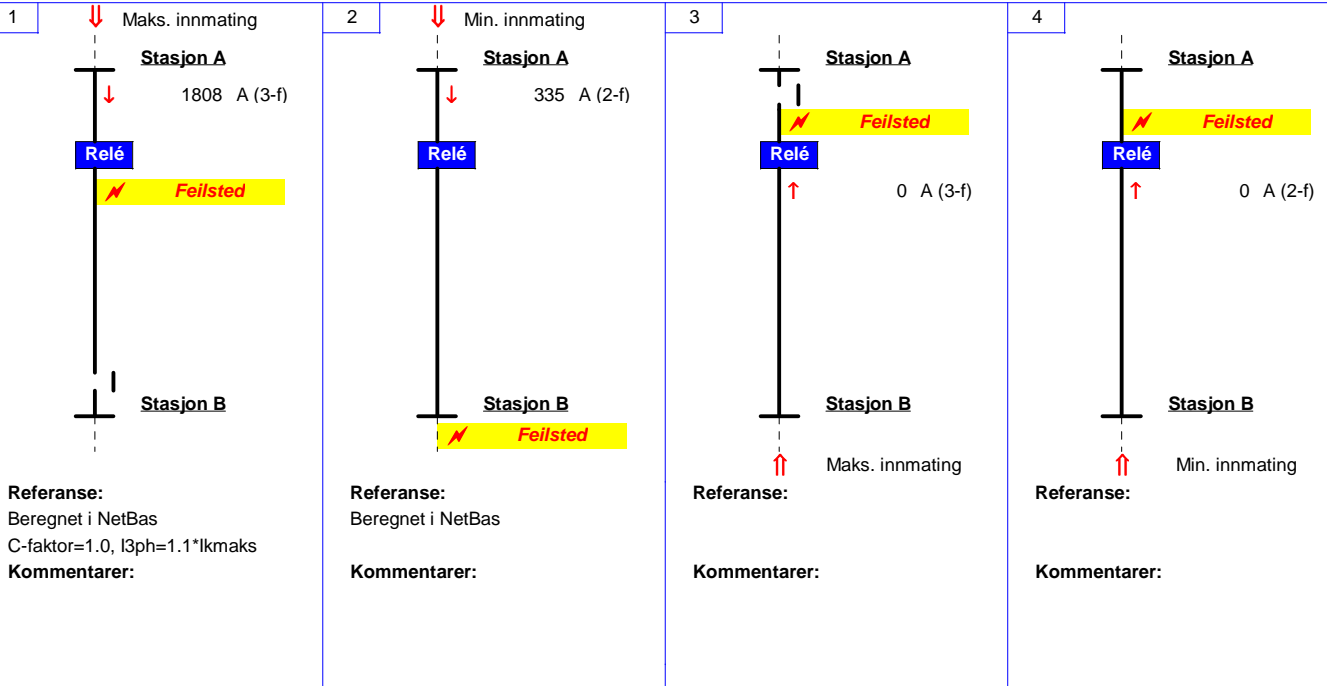 1
Maks. innmating
Stasjon A
1808 A (3-f)
Relé
Feilsted
Stasjon B
Referanse:
Beregnet i NetBas
C-faktor=1.0, I3ph=1.1*Ikmaks
Kommentarer:
2
Min. innmating
Stasjon A
335 A (2-f)
Relé
Stasjon B
Feilsted
Referanse:
Beregnet i NetBas
Kommentarer:
3
Stasjon A
Feilsted
Relé
0 A (3-f)
Stasjon B
Maks. innmating
Referanse:
Kommentarer:
4
Stasjon A
Feilsted
Relé
0 A (2-f)
Stasjon B
Min. innmating
Referanse:
Kommentarer: